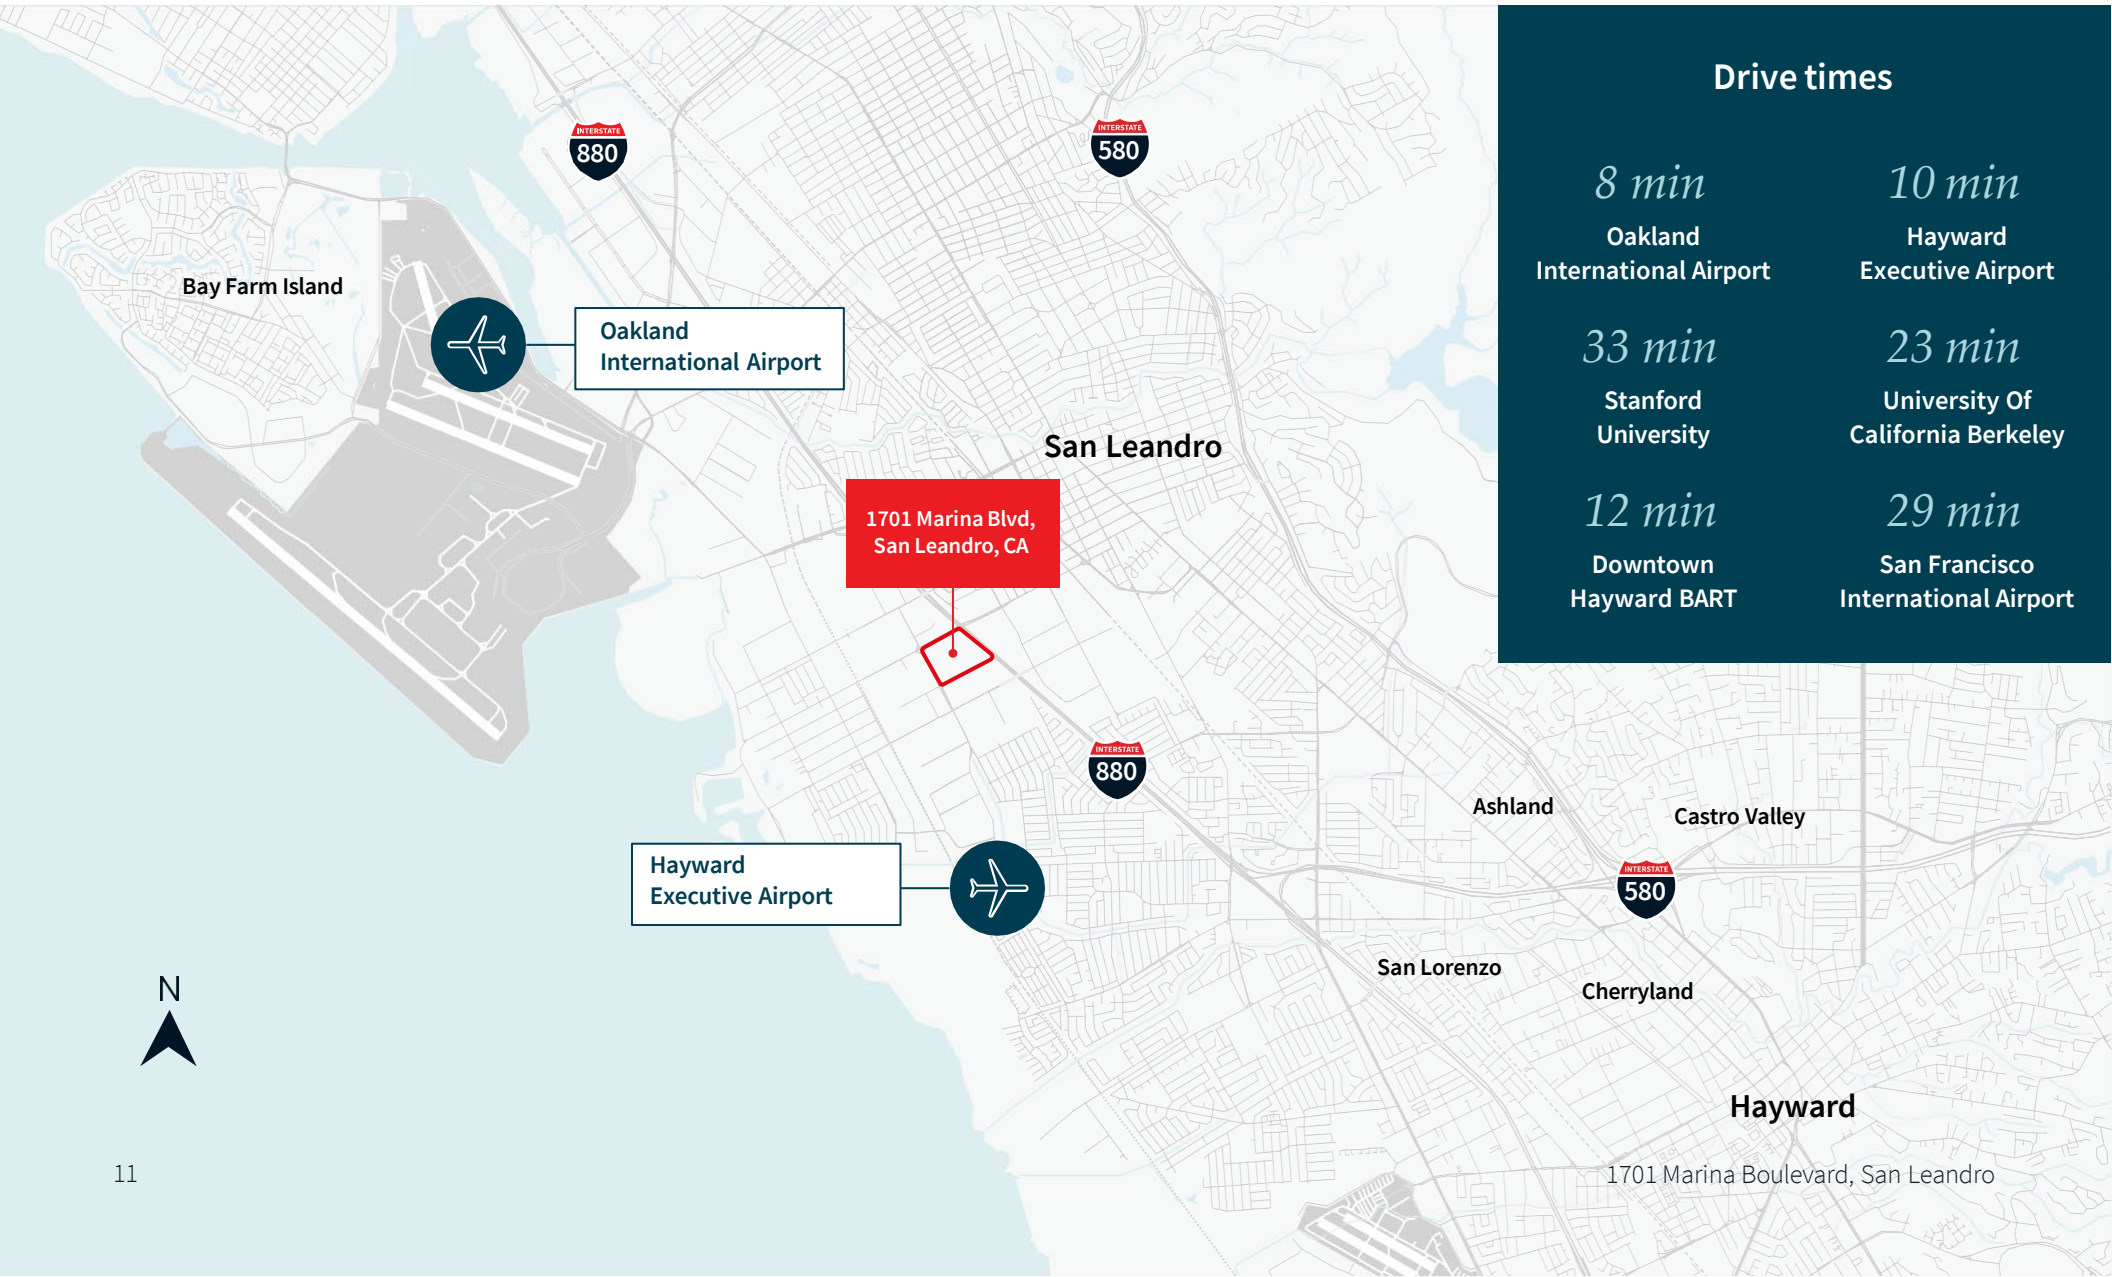 Drive times
8 min
Oakland
International Airport
10 min
Hayward
Executive Airport
33 min
Stanford
University
23 min
University Of
California Berkeley
12 min
Downtown
Hayward BART
29 min
San Francisco
International Airport
INTERSTATE
880
INTERSTATE
580
Bay Farm Island
Oakland
International Airport
San Leandro
1701 Marina Blvd,
San Leandro, CA
INTERSTATE
880
Ashland
Castro Valley
Hayward
Executive Airport
INTERSTATE
580
San Lorenzo
Cherryland
N
Hayward
11
1701 Marina Boulevard, San Leandro